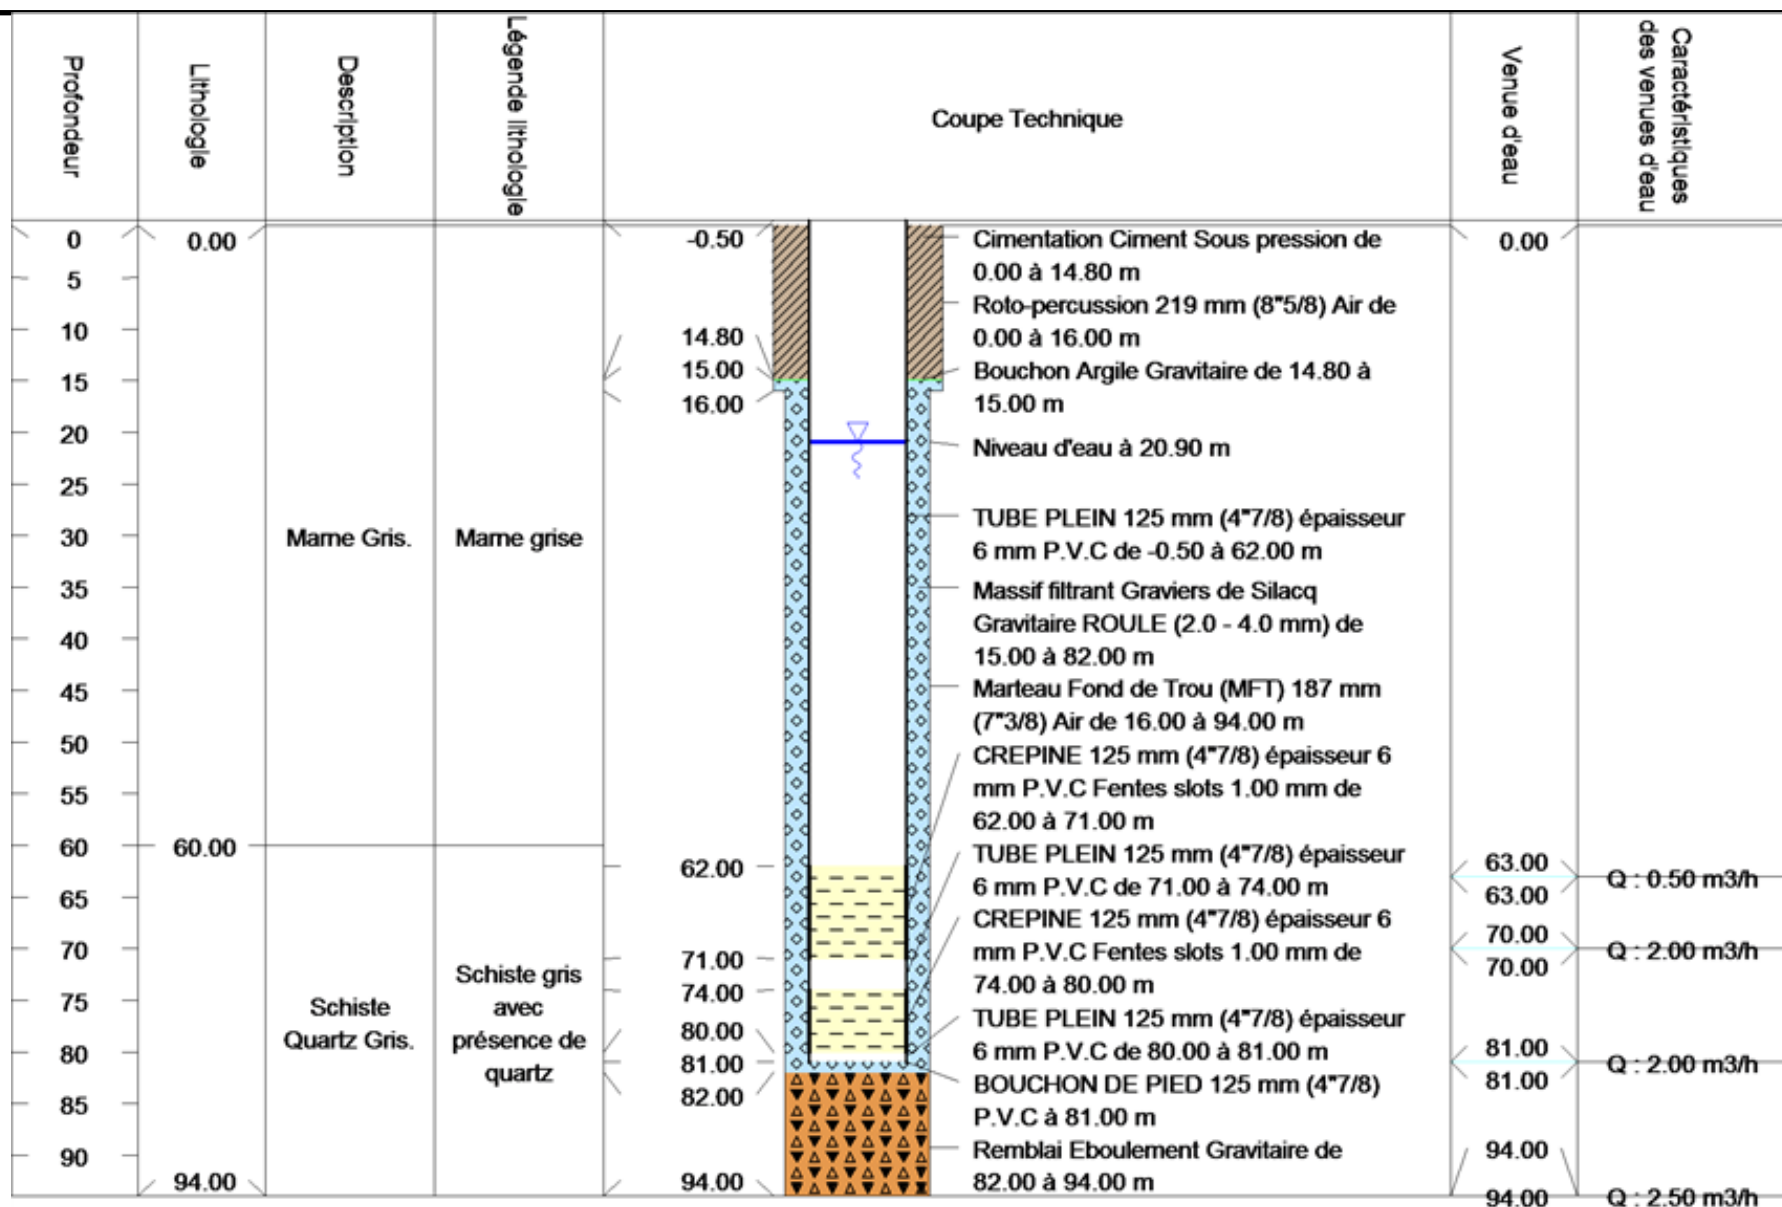 Profondeur
Lithologie
Description
Légende lithologie
Coupe Technique
Venue d'eau
Caractéristiques
des venues d'eau
0
5
10
15
20
25
30
35
40
45
50
55
60
65
70
75
80
85
90
0.00
60.00
94.00
Marne Gris.
Schiste
Quartz Gris.
Marne grise
Schiste gris
avec
présence de
quartz
-0.50
14.80
15.00
16.00
62.00
71.00
74.00
80.00
81.00
82.00
94.00
Cimentation Ciment Sous pression de
0.00 à 14.80 m
Roto-percussion 219 mm (8"5/8) Air de
0.00 à 16.00 m
Bouchon Argile Gravitaire de 14.80 à
15.00 m
Niveau d'eau à 20.90 m
TUBE PLEIN 125 mm (4"7/8) épaisseur
6 mm P.V.C de -0.50 à 62.00 m
Massif filtrant Graviers de Silacq
Gravitaire ROULE (2.0 - 4.0 mm) de
15.00 à 82.00 m
Marteau Fond de Trou (MFT) 187 mm
(7"3/8) Air de 16.00 à 94.00 m
CREPINE 125 mm (4"7/8) épaisseur 6
mm P.V.C Fentes slots 1.00 mm de
62.00 à 71.00 m
TUBE PLEIN 125 mm (4"7/8) épaisseur
6 mm P.V.C de 71.00 à 74.00 m
CREPINE 125 mm (4"7/8) épaisseur 6
mm P.V.C Fentes slots 1.00 mm de
74.00 à 80.00 m
TUBE PLEIN 125 mm (4"7/8) épaisseur
6 mm P.V.C de 80.00 à 81.00 m
BOUCHON DE PIED 125 mm (4"7/8)
P.V.C à 81.00 m
Remblai Eboulement Gravitaire de
82.00 à 94.00 m
0.00
63.00
63.00
70.00
70.00
81.00
81.00
94.00
94.00
Q : 0.50 m3/h
Q : 2.00 m3/h
Q : 2.00 m3/h
Q : 2.50 m3/h